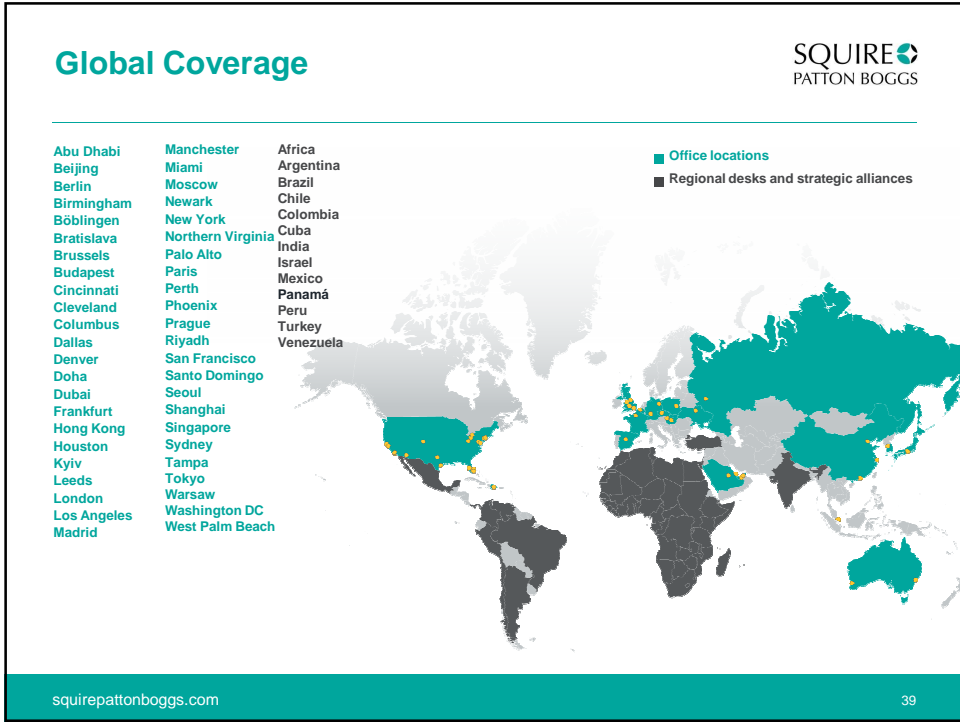 Global Coverage
SQUIRE
PATTON BOGGS
Abu Dhabi
Beijing
Berlin
Birmingham
Böblingen
Bratislava
Brussels
Budapest
Cincinnati
Cleveland
Columbus
Dallas
Denver
Doha
Dubai
Frankfurt
Hong Kong
Houston
Kyiv
Leeds
London
Los Angeles
Madrid
Manchester
Miami
Moscow
Newark
New York
Northern Virginia
Palo Alto
Paris
Perth
Phoenix
Prague
Riyadh
San Francisco
Santo Domingo
Seoul
Shanghai
Singapore
Sydney
Tampa
Tokyo
Warsaw
Washington DC
West Palm Beach
Africa
Argentina
Brazil
Chile
Colombia
Cuba
India
Israel
Mexico
Panamá
Peru
Turkey
Venezuela
Office locations
Regional desks and strategic alliances
squirepattonboggs.com
39